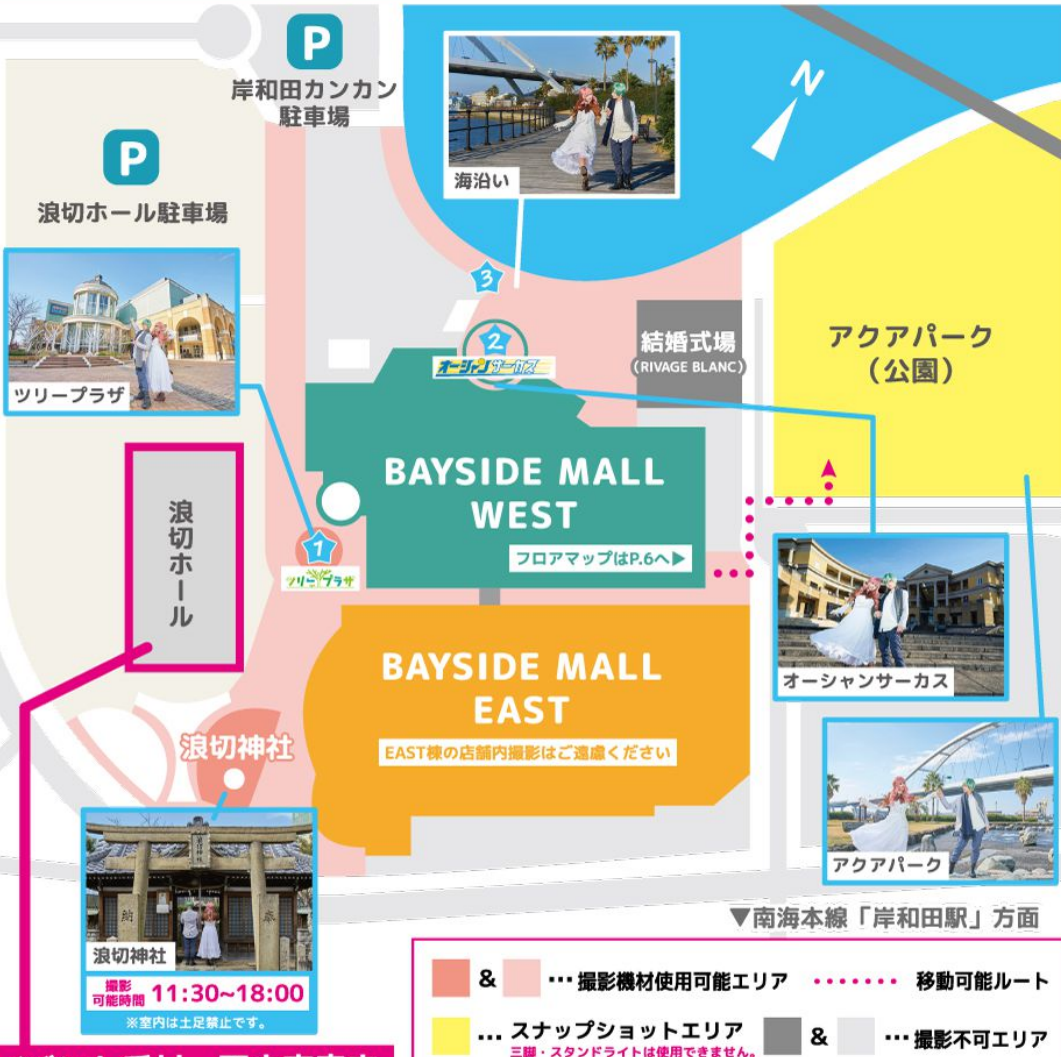 P
岸和田カンカン
駐車場
P
浪切ホール駐車場
N
海沿い
3
ツリープラザ
2
オーシャンサーカス
結婚式場
(RIVAGE BLANC)
アクアパーク
(公園)
BAYSIDE MALL
WEST
フロアマップはP.6へ▶
浪切ホール
1
ツリープラザ
BAYSIDE MALL
EAST
EAST棟の店舗内撮影はご遠慮ください
オーシャンサーカス
浪切神社
アクアパーク
納
奉
浪切神社
撮影
可能時間 11:30~18:00
※室内は土足禁止です。
▼南海本線「岸和田駅」方面
& … 撮影機材使用可能エリア ・・・・・・・ 移動可能ルート
… スナップショットエリア & … 撮影不可エリア
三脚・スタンドライトは使用できません。